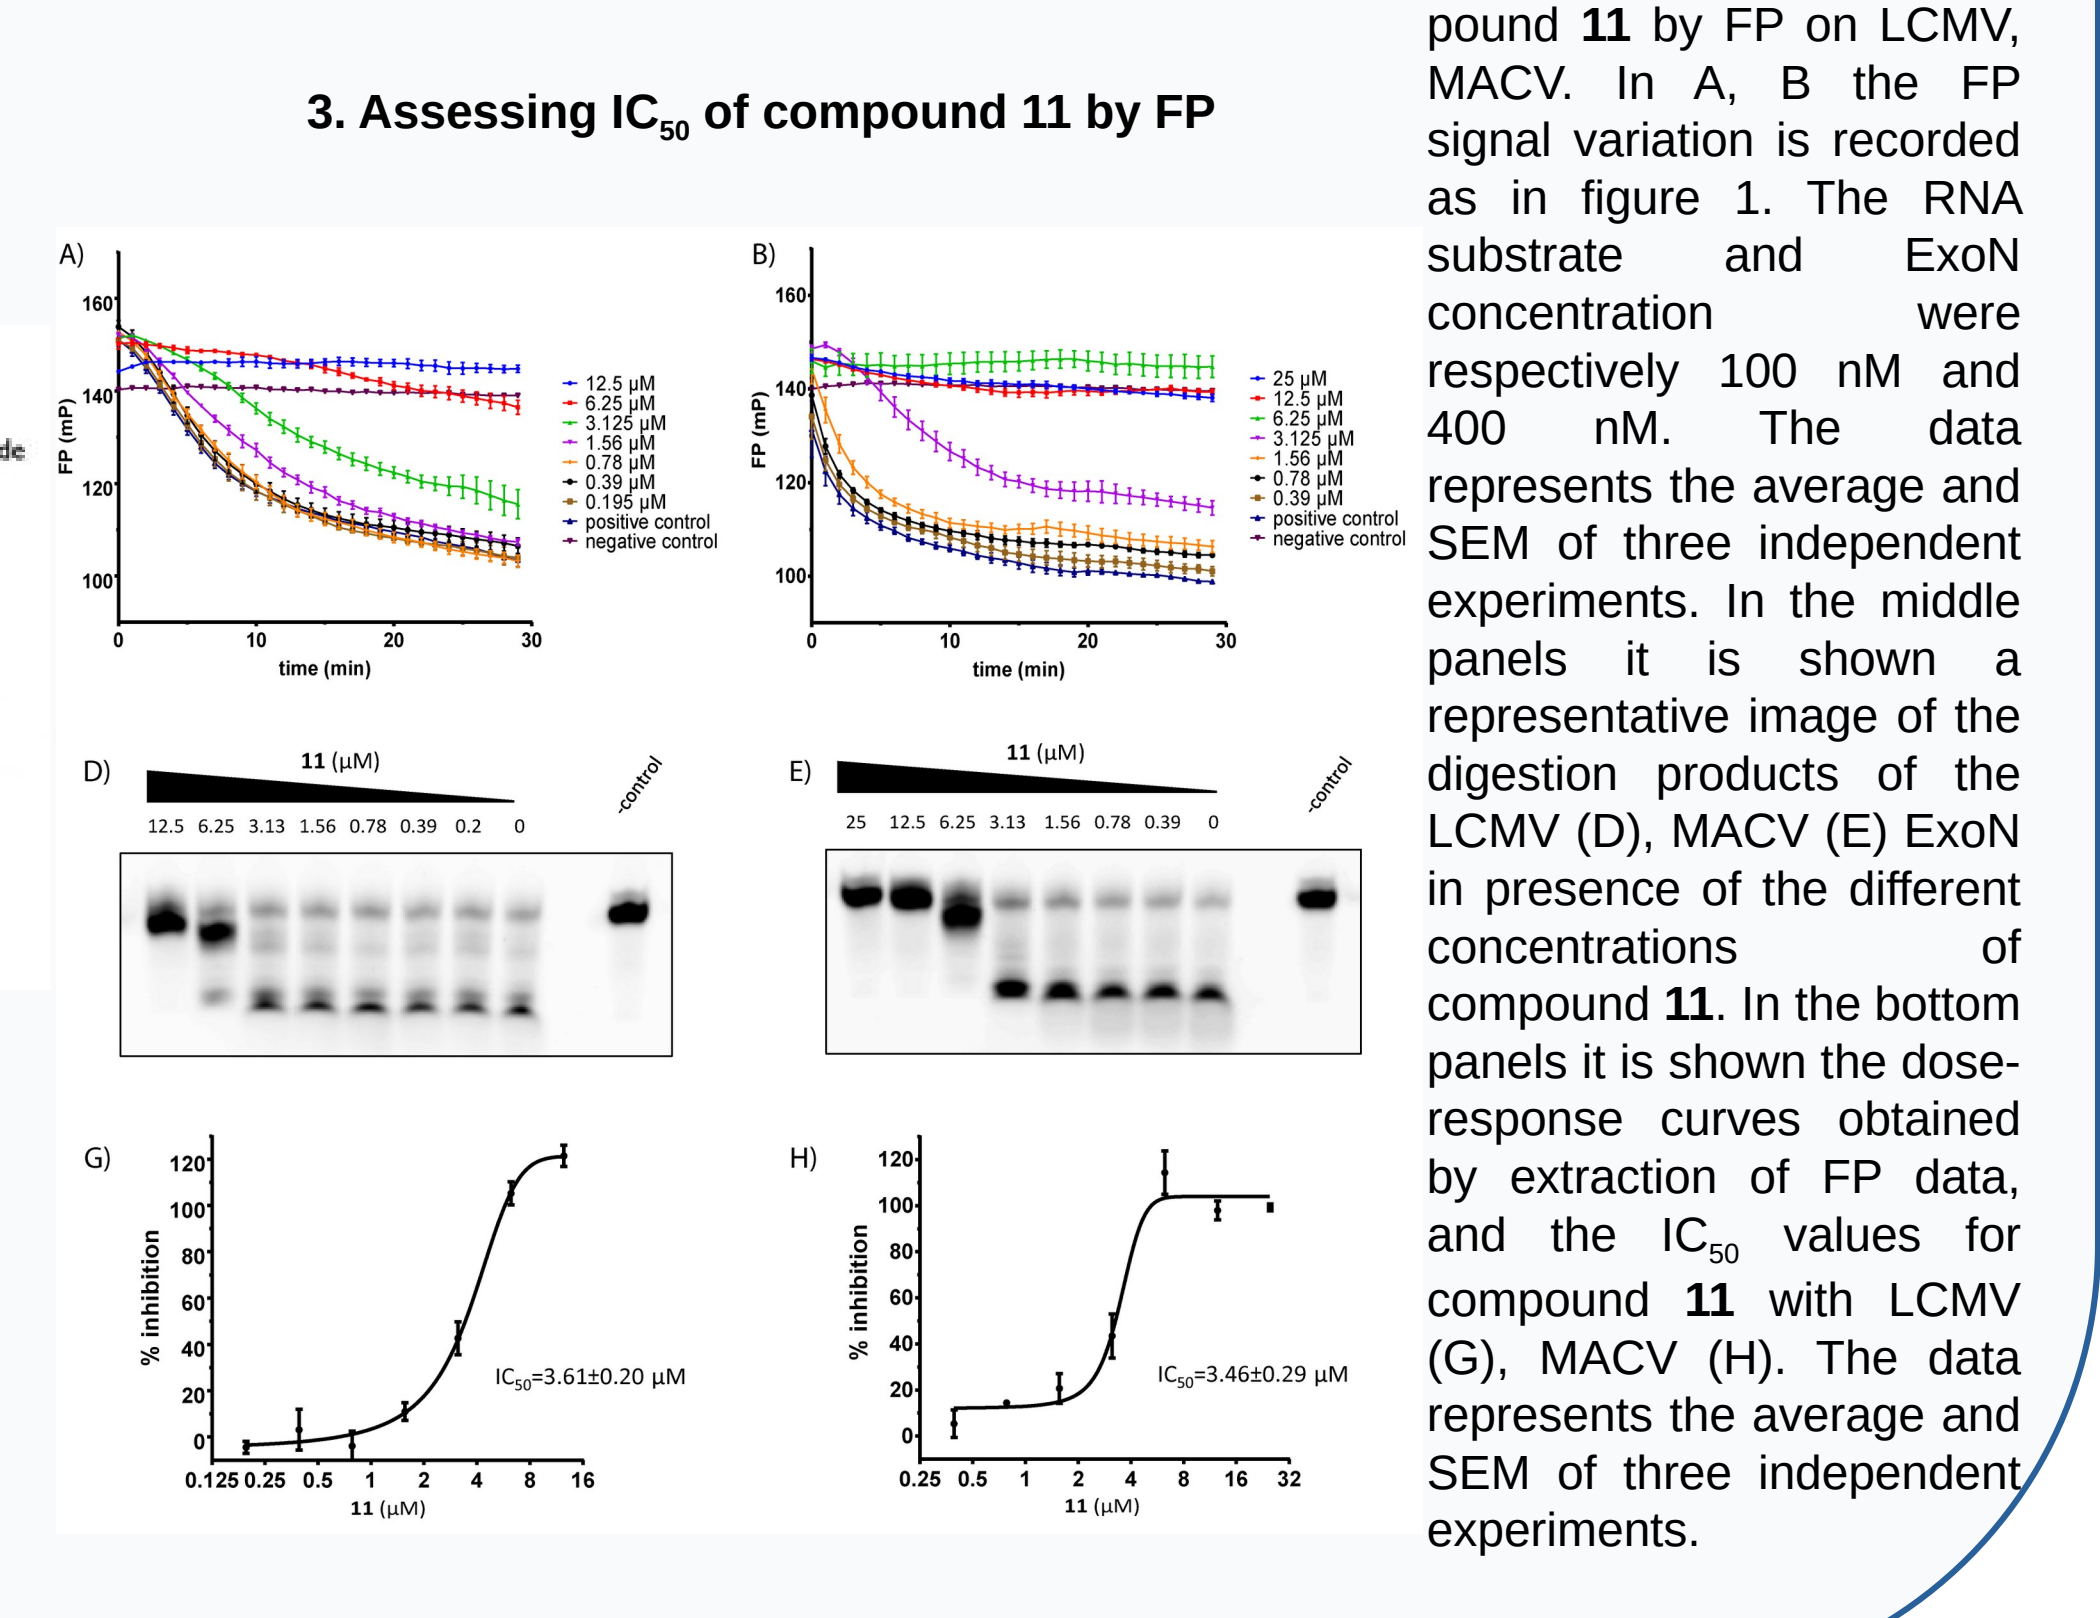 3. Assessing IC50 of compound 11 by FP
A)
160
140
120
100
FP (mP)
0
10
20
30
time (min)
12.5 μM
6.25 μM
3.125 μM
1.56 μM
0.78 μM
0.39 μM
0.195 μM
positive control
negative control
B)
160
140
120
100
FP (mP)
0
10
20
30
time (min)
25 μM
12.5 μM
6.25 μM
3.125 μM
1.56 μM
0.78 μM
0.39 μM
positive control
negative control
D)
11 (μM)
-control
12.5 6.25 3.13 1.56 0.78 0.39 0.2 0
E)
11 (μM)
-control
25 12.5 6.25 3.13 1.56 0.78 0.39 0
G)
120
100
80
60
40
20
0
% inhibition
IC50=3.61±0.20 μM
0.125 0.25 0.5 1 2 4 8 16
11 (μM)
H)
120
100
80
60
40
20
0
% inhibition
IC50=3.46±0.29 μM
0.25 0.5 1 2 4 8 16 32
11 (μM)
de
pound 11 by FP on LCMV,
MACV. In A, B the FP
signal variation is recorded
as in figure 1. The RNA
substrate and ExoN
concentration were
respectively 100 nM and
400 nM. The data
represents the average and
SEM of three independent
experiments. In the middle
panels it is shown a
representative image of the
digestion products of the
LCMV (D), MACV (E) ExoN
in presence of the different
concentrations of
compound 11. In the bottom
panels it is shown the dose-
response curves obtained
by extraction of FP data,
and the IC50 values for
compound 11 with LCMV
(G), MACV (H). The data
represents the average and
SEM of three independent
experiments.